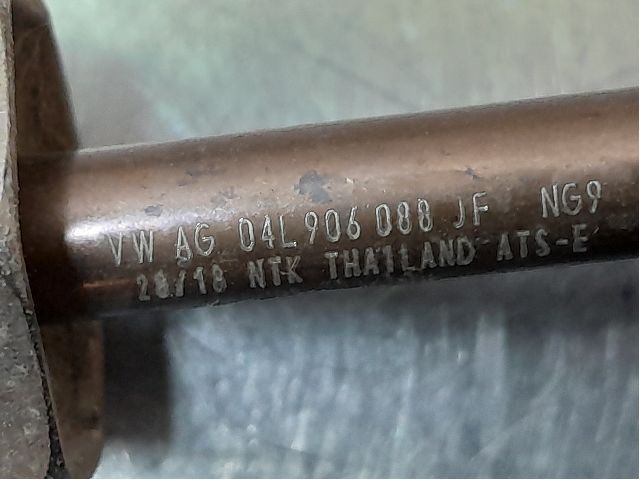 VW AG 04L 906 088 JF NG9
28/18 NTK THAILAND ATS-E